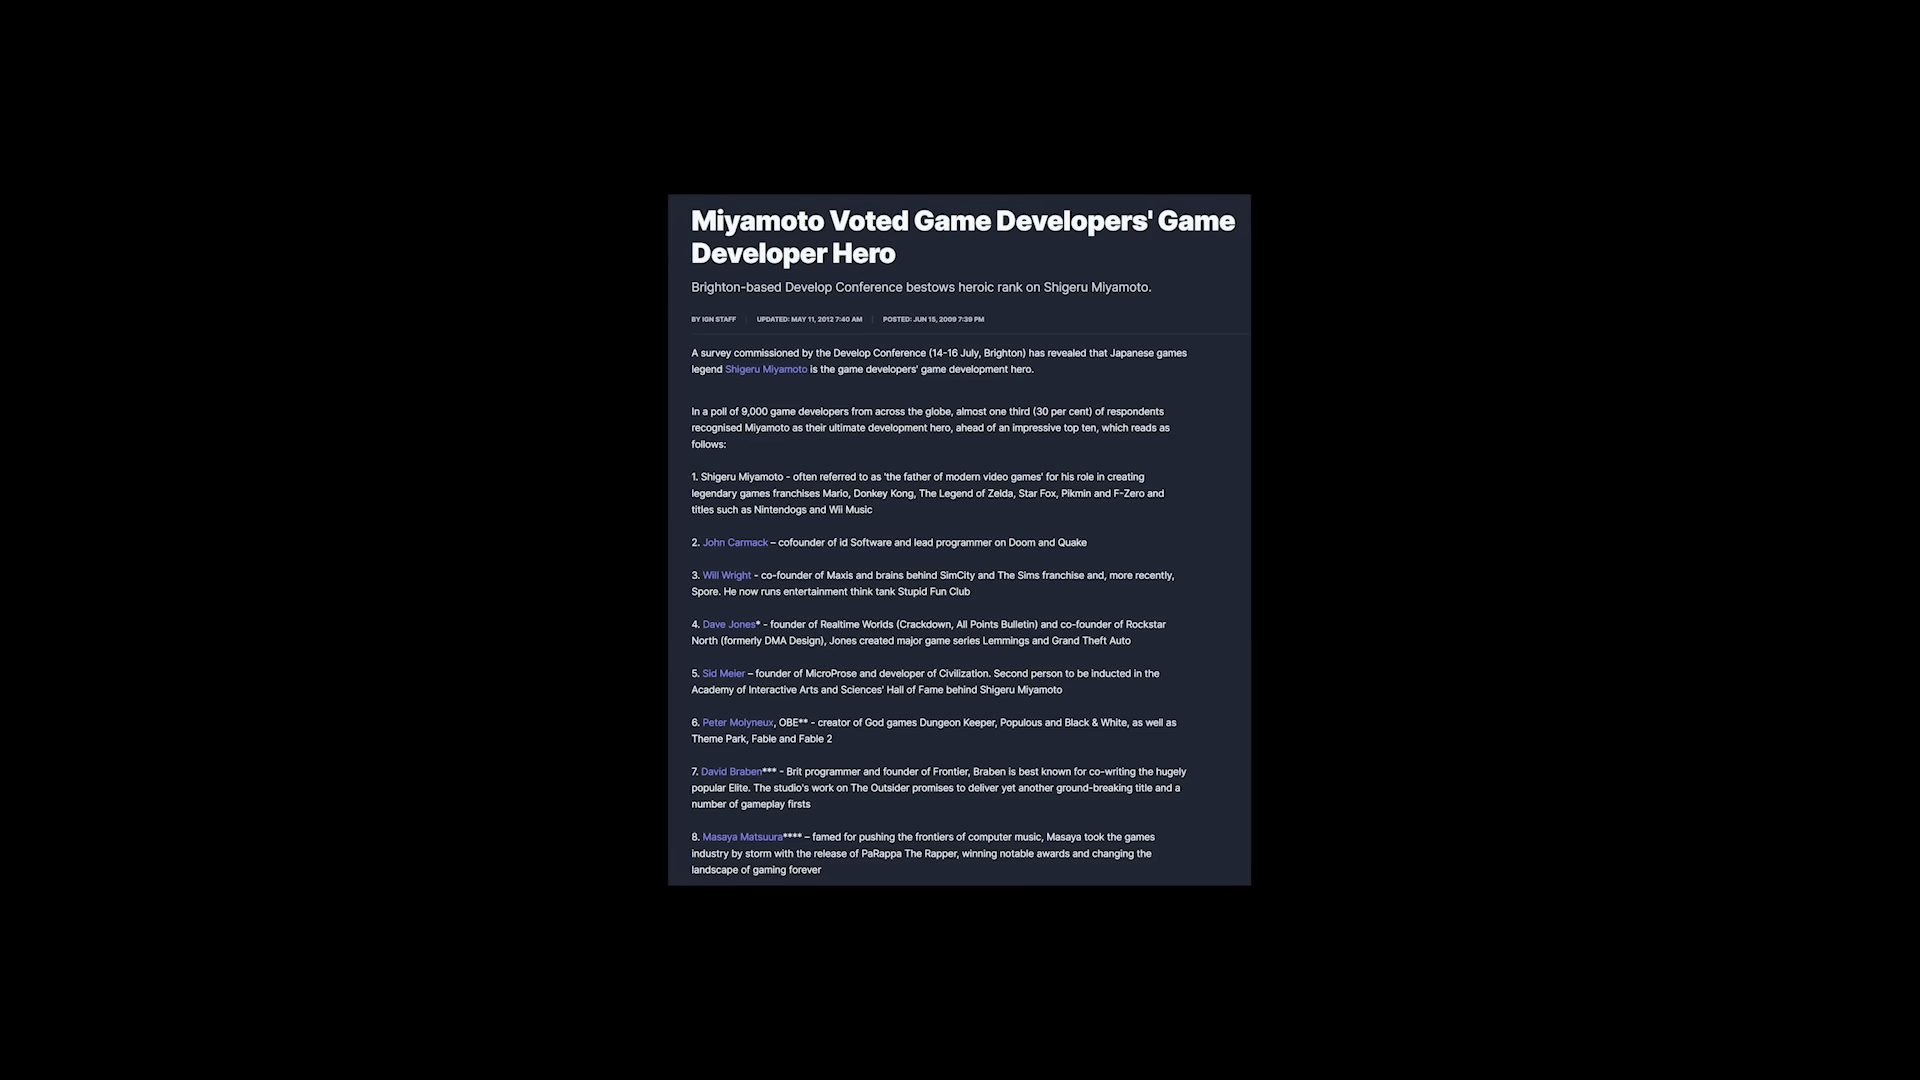 Miyamoto Voted Game Developers' Game
Developer Hero
Brighton-based Develop Conference bestows heroic rank on Shigeru Miyamoto.
BY IGN STAFF UPDATED: MAY 11, 2012 7:40 AM POSTED: JUN 15, 2009 7:39 PM
A survey commissioned by the Develop Conference (14-16 July, Brighton) has revealed that Japanese games
legend Shigeru Miyamoto is the game developers' game development hero.
In a poll of 9,000 game developers from across the globe, almost one third (30 per cent) of respondents
recognised Miyamoto as their ultimate development hero, ahead of an impressive top ten, which reads as
follows:
1. Shigeru Miyamoto - often referred to as 'the father of modern video games' for his role in creating
legendary games franchises Mario, Donkey Kong, The Legend of Zelda, Star Fox, Pikmin and F-Zero and
titles such as Nintendogs and Wii Music
2. John Carmack – cofounder of id Software and lead programmer on Doom and Quake
3. Will Wright - co-founder of Maxis and brains behind SimCity and The Sims franchise and, more recently,
Spore. He now runs entertainment think tank Stupid Fun Club
4. Dave Jones* - founder of Realtime Worlds (Crackdown, All Points Bulletin) and co-founder of Rockstar
North (formerly DMA Design), Jones created major game series Lemmings and Grand Theft Auto
5. Sid Meier – founder of MicroProse and developer of Civilization. Second person to be inducted in the
Academy of Interactive Arts and Sciences' Hall of Fame behind Shigeru Miyamoto
6. Peter Molyneux, OBE** - creator of God games Dungeon Keeper, Populous and Black & White, as well as
Theme Park, Fable and Fable 2
7. David Braben*** - Brit programmer and founder of Frontier, Braben is best known for co-writing the hugely
popular Elite. The studio's work on The Outsider promises to deliver yet another ground-breaking title and a
number of gameplay firsts
8. Masaya Matsuura**** – famed for pushing the frontiers of computer music, Masaya took the games
industry by storm with the release of PaRappa The Rapper, winning notable awards and changing the
landscape of gaming forever